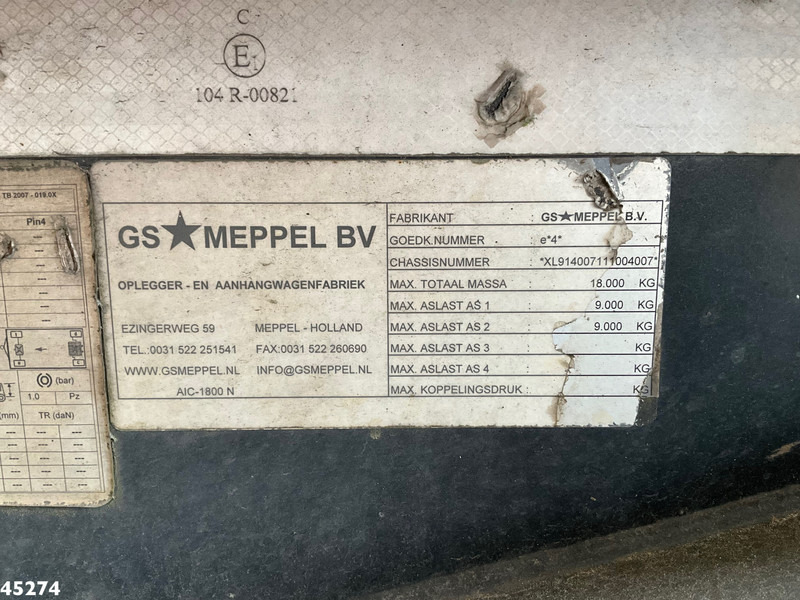 C
E1
104 R-00821
TB 2007 - 019.0X
Pin4
(bar)
1.0 Pz
(mm) TR (daN)
GS★MEPPEL BV
OPLEGGER - EN AANHANGWAGENFABRIEK
EZINGERWEG 59 MEPPEL - HOLLAND
TEL.:0031 522 251541 FAX:0031 522 260690
WWW.GSMEPPEL.NL INFO@GSMEPPEL.NL
AIC-1800 N
FABRIKANT : GS★MEPPEL B.V.
GOEDK.NUMMER : e*4*
CHASSISNUMMER : *XL914007111004007*
MAX. TOTAAL MASSA : 18.000 KG
MAX. ASLAST AS 1 : 9.000 KG
MAX. ASLAST AS 2 : 9.000 KG
MAX. ASLAST AS 3 : KG
MAX. ASLAST AS 4 : KG
MAX. KOPPELINGSDRUK : KG
45274